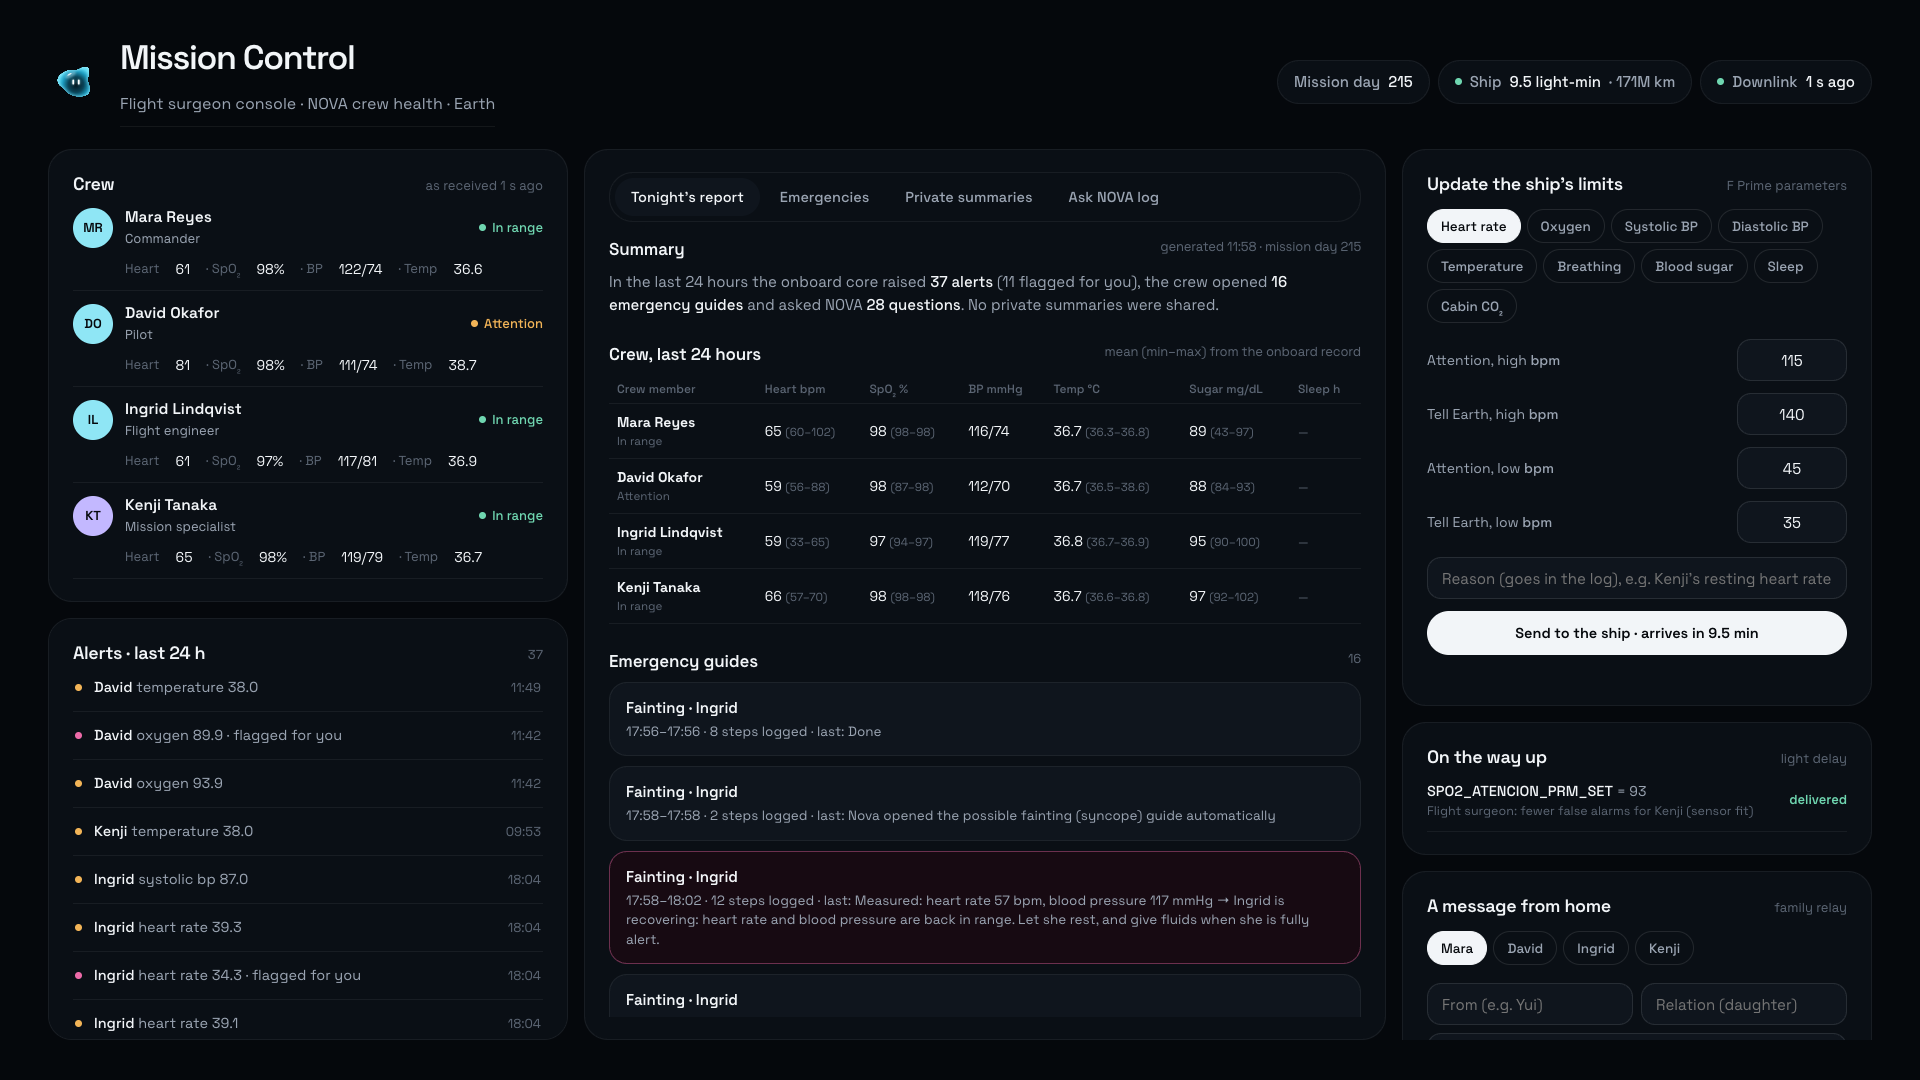 Mission Control
Flight surgeon console · NOVA crew health · Earth
Mission day 215
Ship 9.5 light-min · 171M km
Downlink 1 s ago
Crew
as received 1 s ago
MR
Mara Reyes
Commander
In range
Heart 61 · SpO₂ 98% · BP 122/74 · Temp 36.6
DO
David Okafor
Pilot
Attention
Heart 81 · SpO₂ 98% · BP 111/74 · Temp 38.7
IL
Ingrid Lindqvist
Flight engineer
In range
Heart 61 · SpO₂ 97% · BP 117/81 · Temp 36.9
KT
Kenji Tanaka
Mission specialist
In range
Heart 65 · SpO₂ 98% · BP 119/79 · Temp 36.7
Alerts · last 24 h
37
David temperature 38.0 11:49
David oxygen 89.9 · flagged for you 11:42
David oxygen 93.9 11:42
Kenji temperature 38.0 09:53
Ingrid systolic bp 87.0 18:04
Ingrid heart rate 39.3 18:04
Ingrid heart rate 34.3 · flagged for you 18:04
Ingrid heart rate 39.1 18:04
Tonight's report Emergencies Private summaries Ask NOVA log
Summary
generated 11:58 · mission day 215
In the last 24 hours the onboard core raised 37 alerts (11 flagged for you), the crew opened 16
emergency guides and asked NOVA 28 questions. No private summaries were shared.
Crew, last 24 hours
mean (min–max) from the onboard record
Crew member Heart bpm SpO₂ % BP mmHg Temp °C Sugar mg/dL Sleep h
Mara Reyes
In range
65 (60–102) 98 (98–98) 116/74 36.7 (36.3–36.8) 89 (43–97) —
David Okafor
Attention
59 (56–88) 98 (87–98) 112/70 36.7 (36.5–38.6) 88 (84–93) —
Ingrid Lindqvist
In range
59 (33–65) 97 (94–97) 119/77 36.8 (36.7–36.9) 95 (90–100) —
Kenji Tanaka
In range
66 (57–70) 98 (98–98) 118/76 36.7 (36.6–36.8) 97 (92–102) —
Emergency guides
16
Fainting · Ingrid
17:56–17:56 · 8 steps logged · last: Done
Fainting · Ingrid
17:58–17:58 · 2 steps logged · last: Nova opened the possible fainting (syncope) guide automatically
Fainting · Ingrid
17:58–18:02 · 12 steps logged · last: Measured: heart rate 57 bpm, blood pressure 117 mmHg → Ingrid is
recovering: heart rate and blood pressure are back in range. Let she rest, and give fluids when she is fully
alert.
Fainting · Ingrid
Update the ship's limits
F Prime parameters
Heart rate Oxygen Systolic BP Diastolic BP
Temperature Breathing Blood sugar Sleep
Cabin CO₂
Attention, high bpm 115
Tell Earth, high bpm 140
Attention, low bpm 45
Tell Earth, low bpm 35
Reason (goes in the log), e.g. Kenji's resting heart rate
Send to the ship · arrives in 9.5 min
On the way up
light delay
SPO2_ATENCION_PRM_SET = 93
Flight surgeon: fewer false alarms for Kenji (sensor fit)
delivered
A message from home
family relay
Mara David Ingrid Kenji
From (e.g. Yui) Relation (daughter)